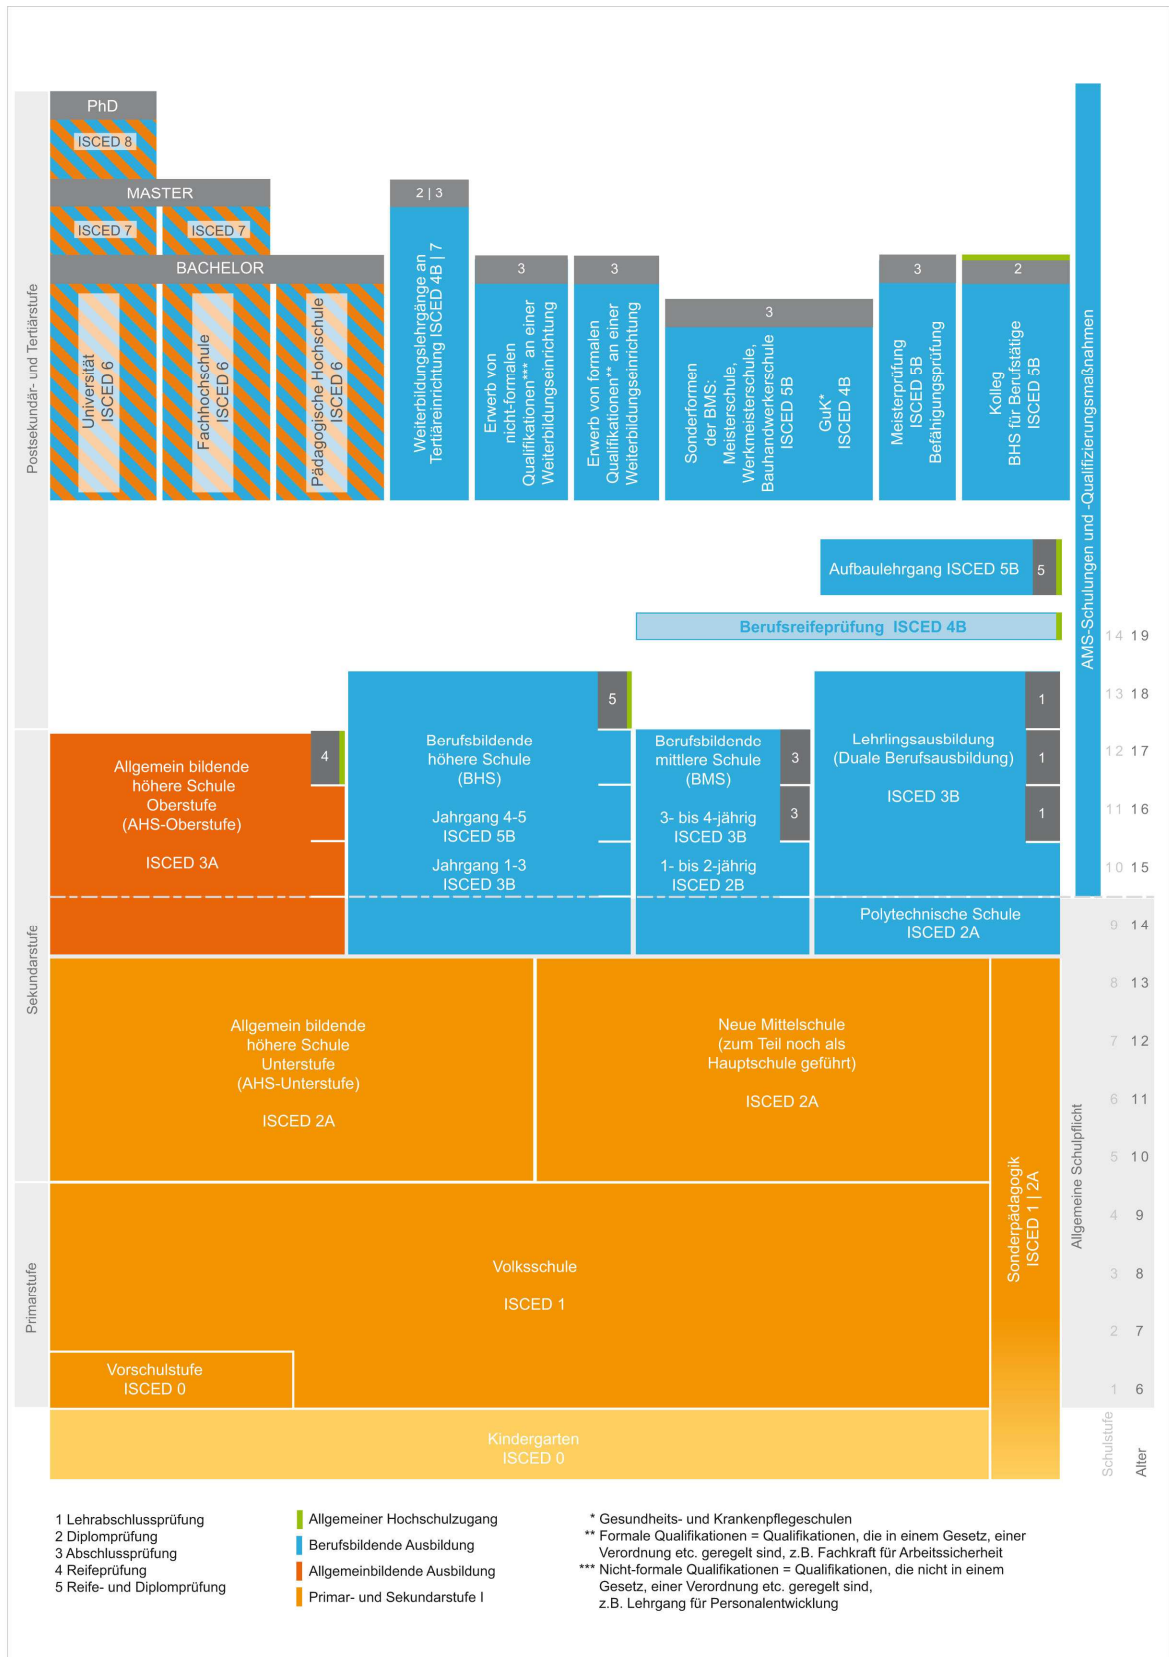 PhD
ISCED 8
MASTER
ISCED 7
ISCED 7
BACHELOR
Universität
ISCED 6
Fachhochschule
ISCED 6
Pädagogische Hochschule
ISCED 6
2 | 3
Weiterbildungslehrgänge an
Tertiäreinrichtung ISCED 4B | 7
3
Erwerb von
nicht-formalen
Qualifikationen*** an einer
Weiterbildungseinrichtung
3
Erwerb von formalen
Qualifikationen** an einer
Weiterbildungseinrichtung
3
Sonderformen
der BMS:
Meisterschule,
Werkmeisterschule,
Bauhandwerkerschule
ISCED 5B
GuK*
ISCED 4B
3
Meisterprüfung
ISCED 5B
Befähigungsprüfung
2
Kolleg
BHS für Berufstätige
ISCED 5B
AMS-Schulungen und -Qualifizierungsmaßnahmen
Postsekundär- und Tertiärstufe
Aufbaulehrgang ISCED 5B
5
Berufsreifeprüfung ISCED 4B
14 19
13 18
12 17
11 16
10 15
9 14
8 13
7 12
6 11
5 10
4 9
3 8
2 7
1 6
Schulstufe
Alter
Allgemeine Schulpflicht
Sekundarstufe
Allgemein bildende
höhere Schule
Oberstufe
(AHS-Oberstufe)
ISCED 3A
4
Berufsbildende
höhere Schule
(BHS)
Jahrgang 4-5
ISCED 5B
Jahrgang 1-3
ISCED 3B
5
Berufsbildende
mittlere Schule
(BMS)
3- bis 4-jährig
ISCED 3B
1- bis 2-jährig
ISCED 2B
3
3
Lehrlingsausbildung
(Duale Berufsausbildung)
ISCED 3B
1
1
1
Polytechnische Schule
ISCED 2A
Allgemein bildende
höhere Schule
Unterstufe
(AHS-Unterstufe)
ISCED 2A
Neue Mittelschule
(zum Teil noch als
Hauptschule geführt)
ISCED 2A
Sonderpädagogik
ISCED 1 | 2A
Primarstufe
Volksschule
ISCED 1
Vorschulstufe
ISCED 0
Kindergarten
ISCED 0
1 Lehrabschlussprüfung
2 Diplomprüfung
3 Abschlussprüfung
4 Reifeprüfung
5 Reife- und Diplomprüfung
Allgemeiner Hochschulzugang
Berufsbildende Ausbildung
Allgemeinbildende Ausbildung
Primar- und Sekundarstufe I
* Gesundheits- und Krankenpflegeschulen
** Formale Qualifikationen = Qualifikationen, die in einem Gesetz, einer
Verordnung etc. geregelt sind, z.B. Fachkraft für Arbeitssicherheit
*** Nicht-formale Qualifikationen = Qualifikationen, die nicht in einem
Gesetz, einer Verordnung etc. geregelt sind,
z.B. Lehrgang für Personalentwicklung